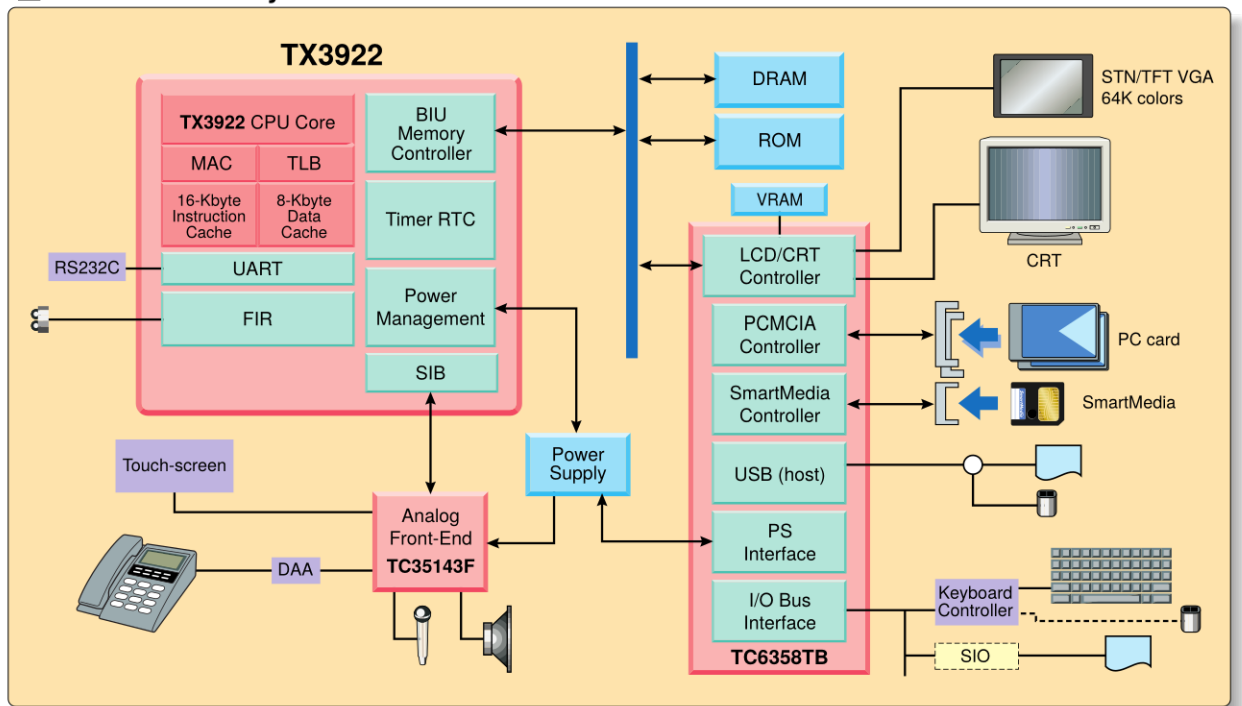 TX3922
TX3922 CPU Core
MAC
TLB
16-Kbyte
Instruction
Cache
8-Kbyte
Data
Cache
BIU
Memory
Controller
Timer RTC
UART
FIR
Power
Management
SIB
RS232C
DRAM
ROM
VRAM
LCD/CRT
Controller
PCMCIA
Controller
SmartMedia
Controller
USB (host)
PS
Interface
I/O Bus
Interface
TC6358TB
STN/TFT VGA
64K colors
CRT
PC card
SmartMedia
Touch-screen
Power
Supply
Analog
Front-End
TC35143F
DAA
Keyboard
Controller
SIO